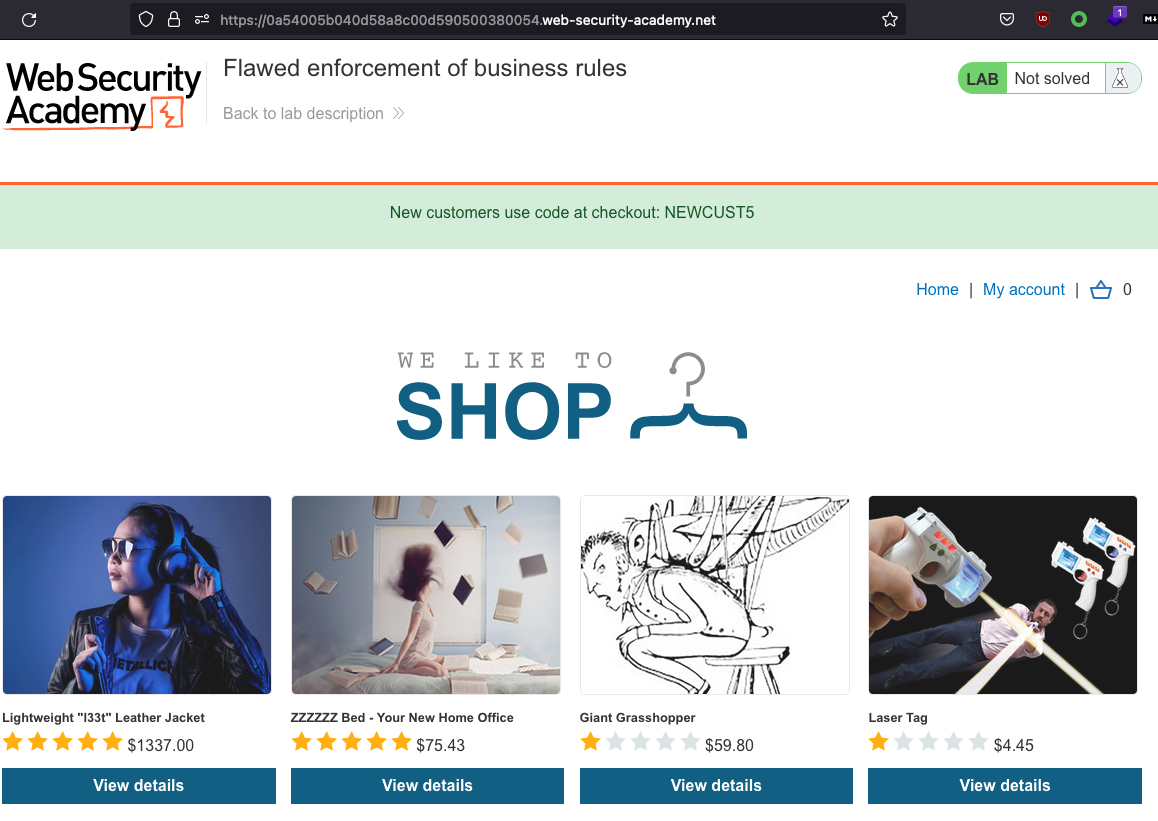 https://0a54005b040d58a8c00d590500380054.web-security-academy.net
1
M
Web Security
Academy
Flawed enforcement of business rules
Back to lab description
LAB
Not solved
New customers use code at checkout: NEWCUST5
Home | My account | 0
WE LIKE TO
SHOP
METALLICA
Lightweight "l33t" Leather Jacket
ZZZZZZ Bed - Your New Home Office
Giant Grasshopper
Laser Tag
$1337.00
$75.43
$59.80
$4.45
View details
View details
View details
View details